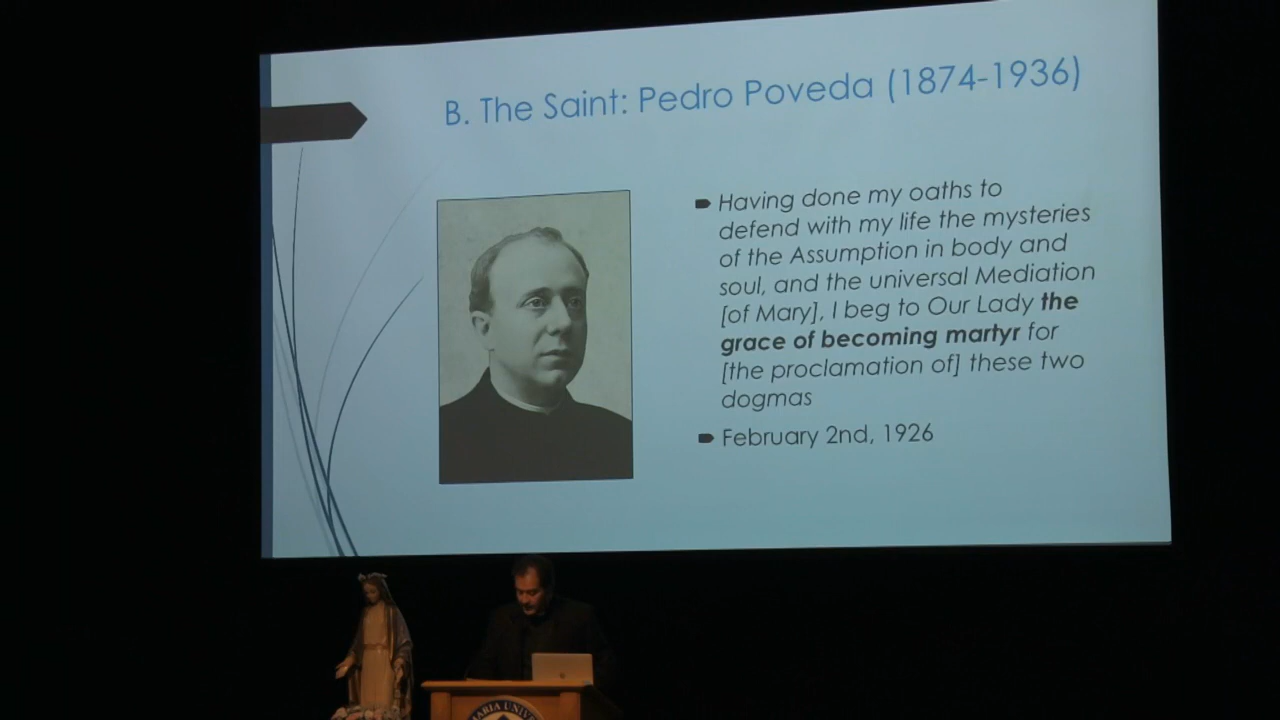 B. The Saint: Pedro Poveda (1874-1936)
Having done my oaths to
defend with my life the mysteries
of the Assumption in body and
soul, and the universal Mediation
[of Mary], I beg to Our Lady the
grace of becoming martyr for
[the proclamation of] these two
dogmas
February 2nd, 1926